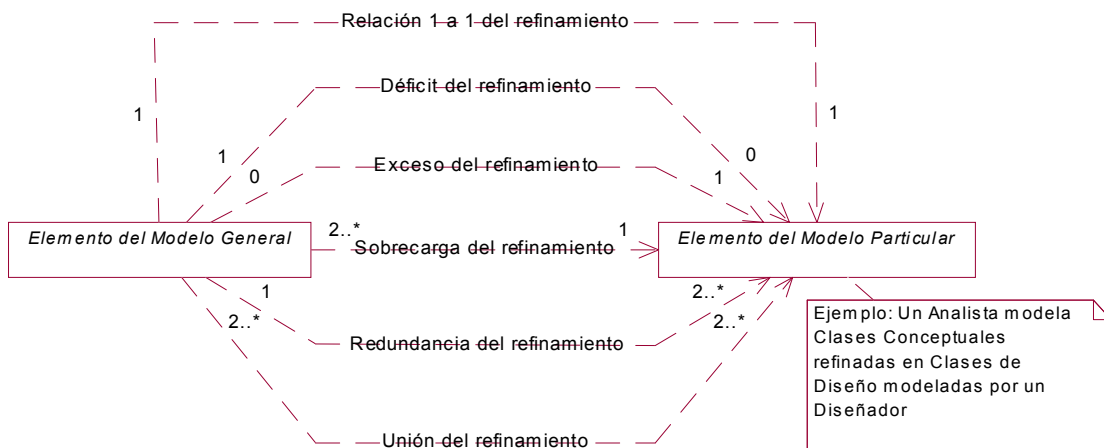 Relación 1 a 1 del refinamiento
Déficit del refinamiento
1
1
1
0
Exceso del refinamiento
0
1
Elemento del Modelo General
2..*
Sobrecarga del refinamiento
1
Elemento del Modelo Particular
1
2..*
2..*
2..*
Redundancia del refinamiento
Ejemplo: Un Analista modela
Clases Conceptuales
refinadas en Clases de
Diseño modeladas por un
Diseñador
Unión del refinamiento